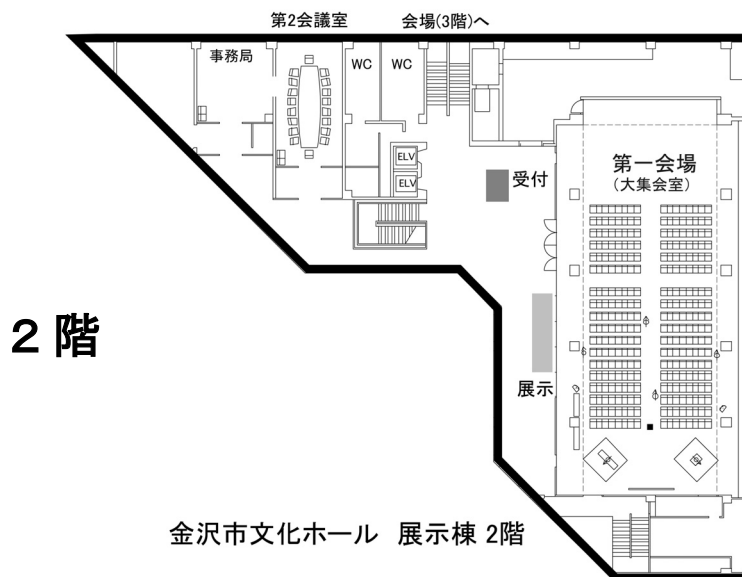 第2会議室
会場(3階)へ
事務局
WC
WC
ELV
ELV
受付
第一会場
(大集会室)
２階
展示
金沢市文化ホール 展示棟 2階